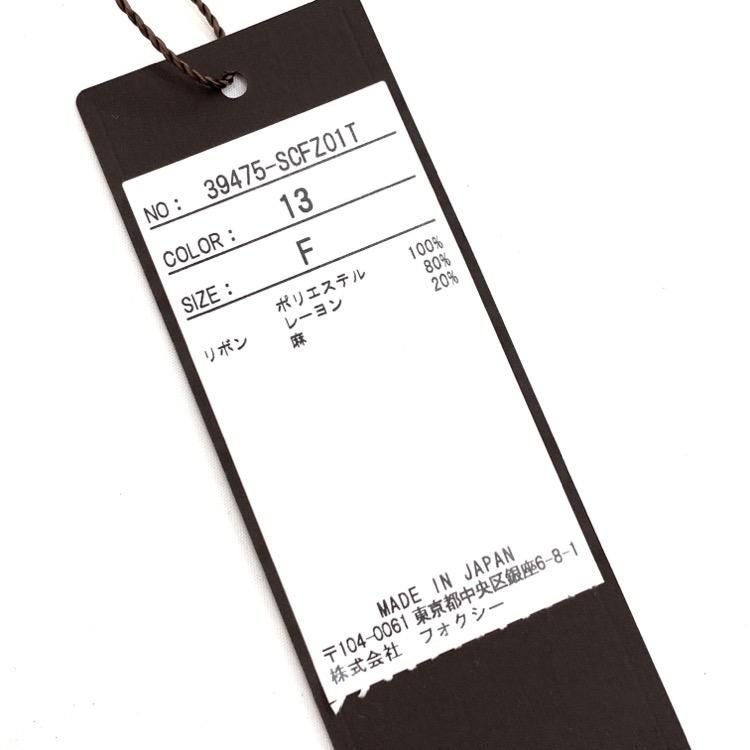 NO： 39475-SCFZ01T
COLOR： 13
SIZE： F
ポリエステル 100%
リボン レーヨン 80%
麻 20%
MADE IN JAPAN
〒104-0061 東京都中央区銀座6-8-1
株式会社 フォクシー